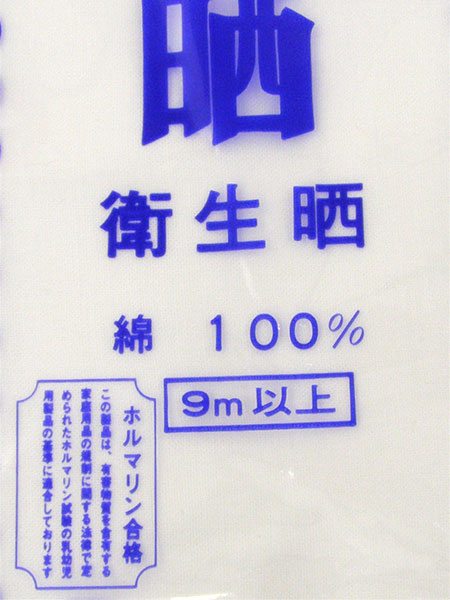 晒
衛生晒
綿 100%
9m以上
ホルマリン合格
この製品は、有害物質を含有する
家庭用品の規制に関する法律で定
められたホルマリン試験の乳幼児
用製品の基準に適合しております